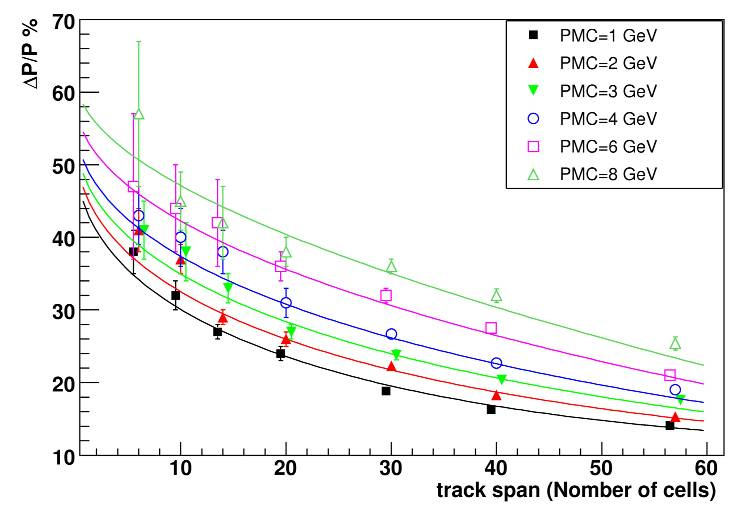 70
60
50
40
30
20
10
ΔP/P %
PMC=1 GeV
PMC=2 GeV
PMC=3 GeV
PMC=4 GeV
PMC=6 GeV
PMC=8 GeV
10 20 30 40 50 60
track span (Nomber of cells)